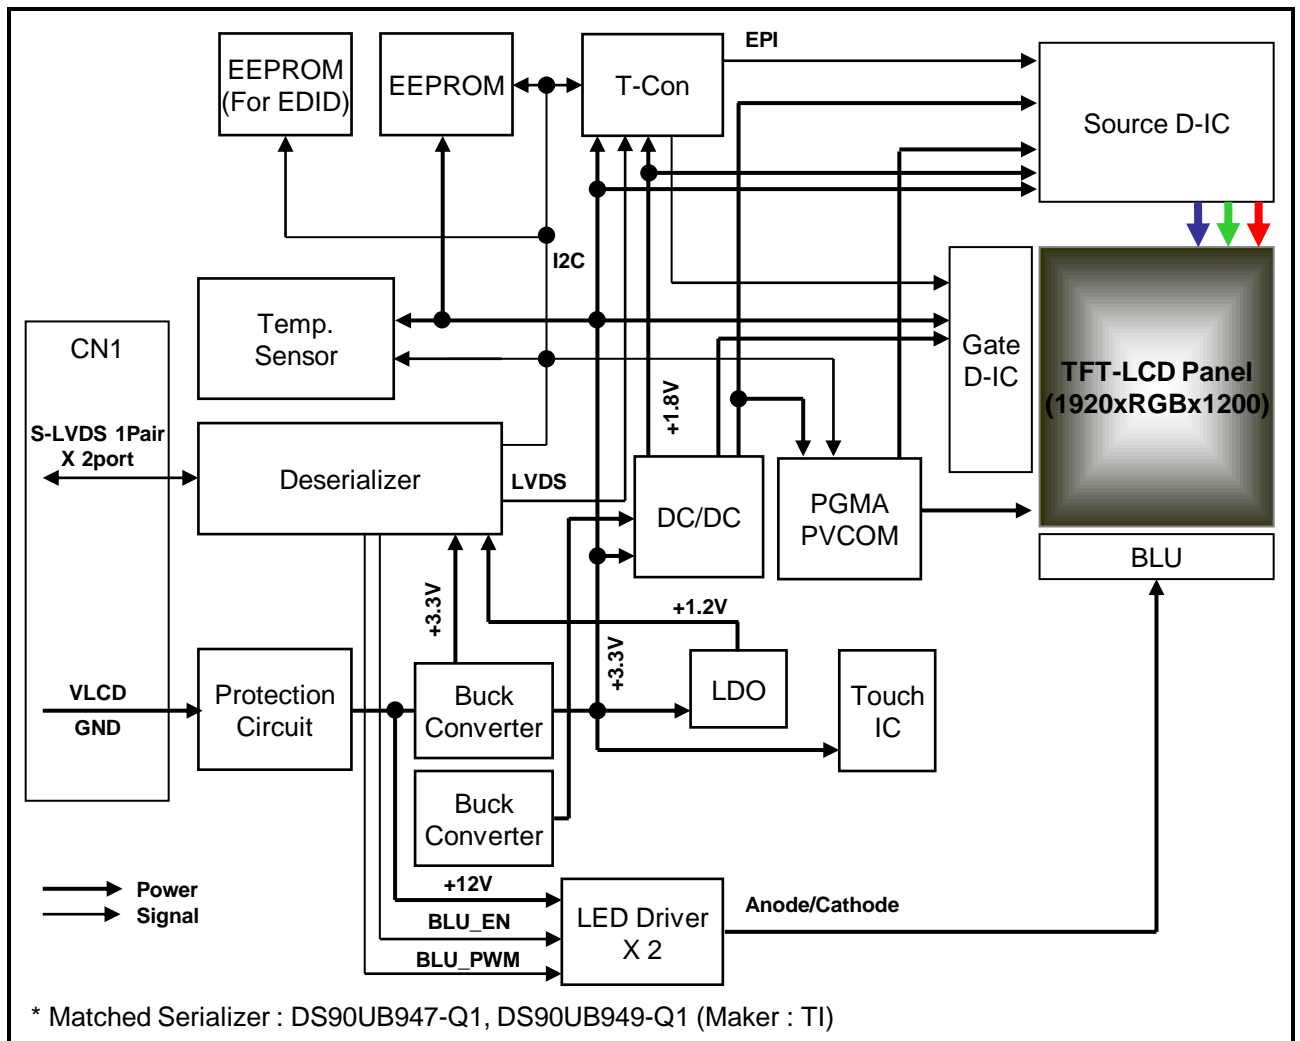 EPI
EEPROM
(For EDID)
EEPROM
T-Con
Source D-IC
I2C
Temp.
Sensor
CN1
Gate
D-IC
TFT-LCD Panel
(1920xRGBx1200)
+1.8V
S-LVDS 1Pair
X 2port
Deserializer
LVDS
DC/DC
PGMA
PVCOM
BLU
+3.3V
+1.2V
+3.3V
VLCD
GND
Protection
Circuit
Buck
Converter
LDO
Touch
IC
Buck
Converter
Power
Signal
+12V
BLU_EN
BLU_PWM
LED Driver
X 2
Anode/Cathode
* Matched Serializer : DS90UB947-Q1, DS90UB949-Q1 (Maker : TI)